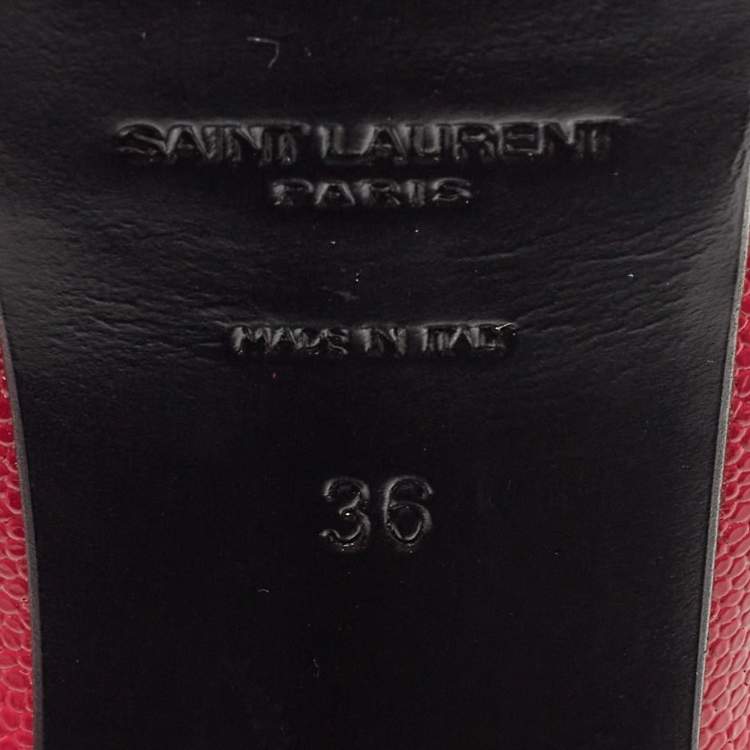 SAINT LAURENT
PARIS
MADE IN ITALY
36